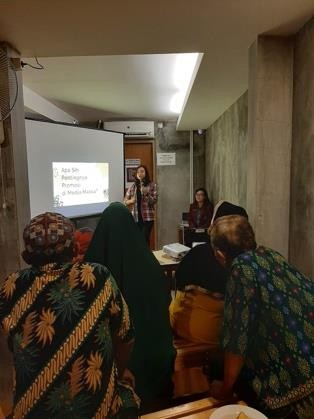 Apa Sih
Pentingnya
Promosi
di Media Massa?